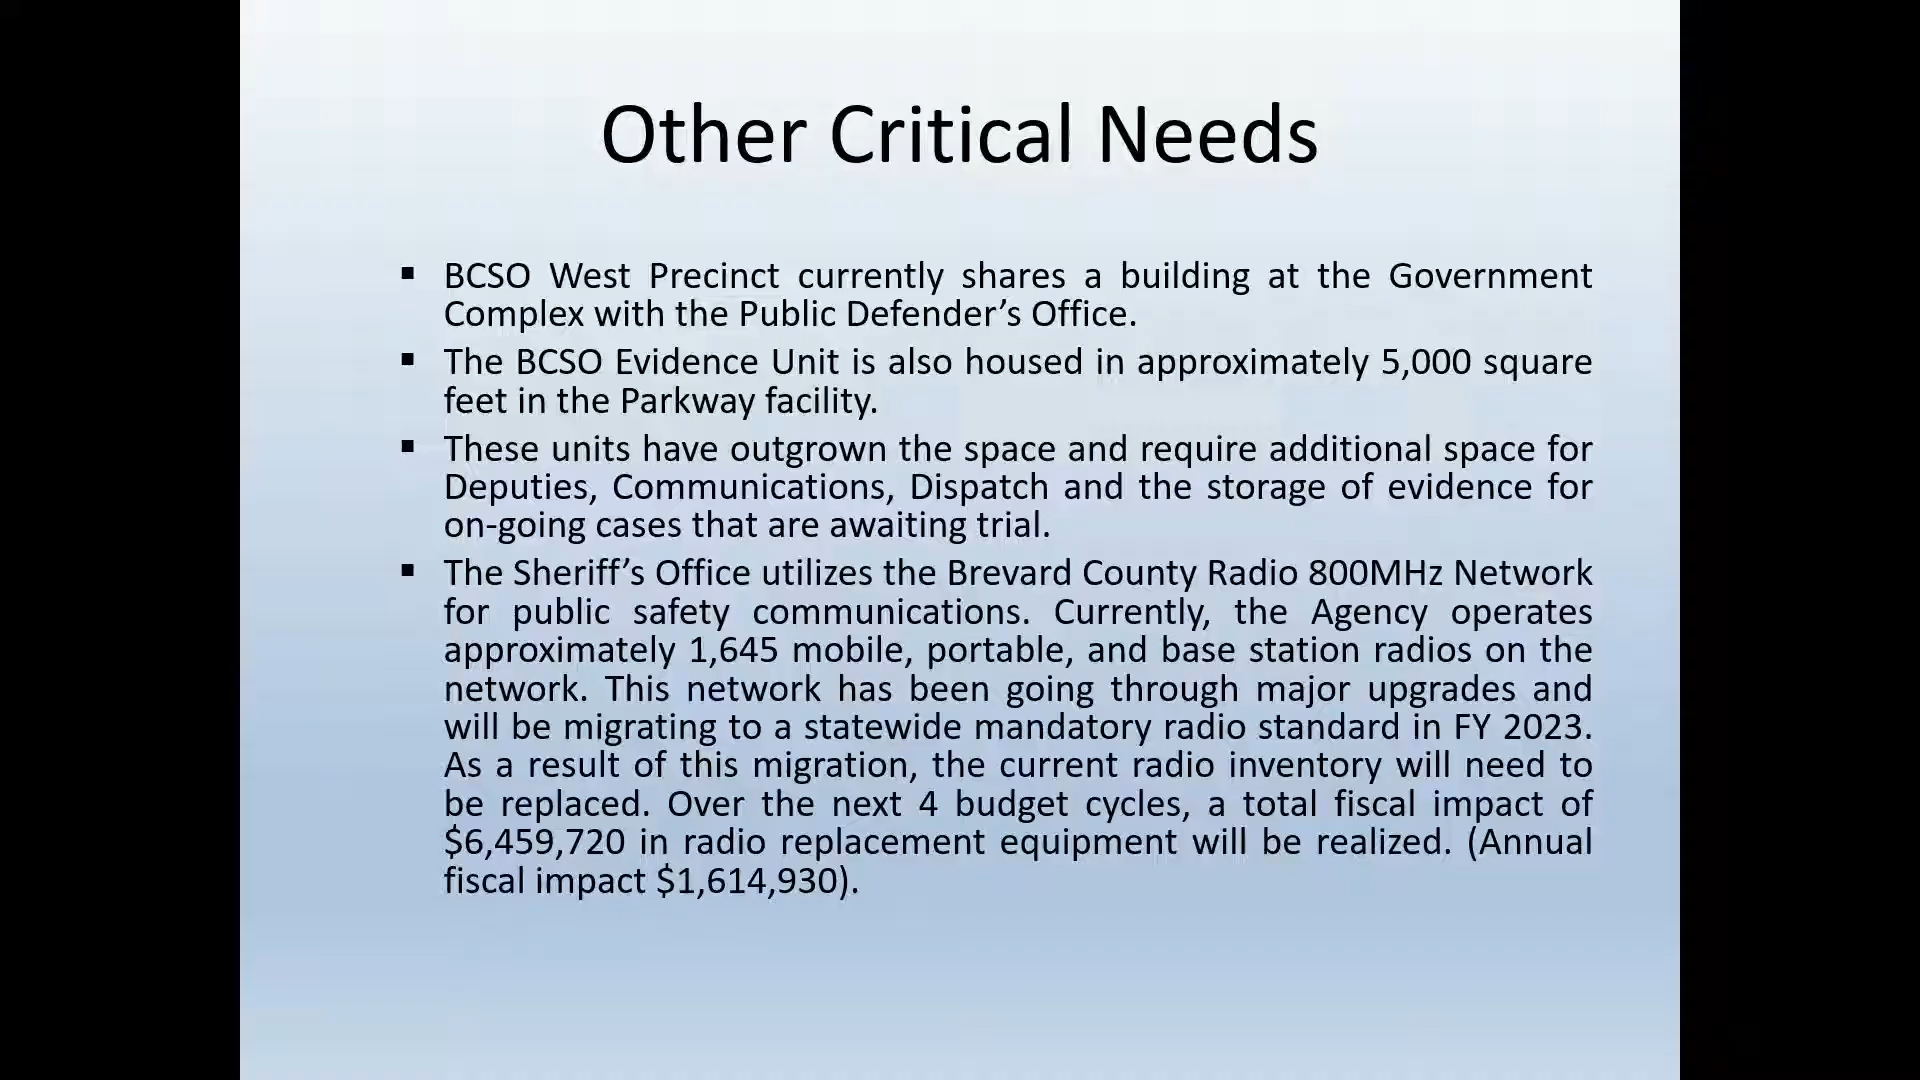 Other Critical Needs
▪ BCSO West Precinct currently shares a building at the Government
Complex with the Public Defender’s Office.
▪ The BCSO Evidence Unit is also housed in approximately 5,000 square
feet in the Parkway facility.
▪ These units have outgrown the space and require additional space for
Deputies, Communications, Dispatch and the storage of evidence for
on-going cases that are awaiting trial.
▪ The Sheriff’s Office utilizes the Brevard County Radio 800MHz Network
for public safety communications. Currently, the Agency operates
approximately 1,645 mobile, portable, and base station radios on the
network. This network has been going through major upgrades and
will be migrating to a statewide mandatory radio standard in FY 2023.
As a result of this migration, the current radio inventory will need to
be replaced. Over the next 4 budget cycles, a total fiscal impact of
$6,459,720 in radio replacement equipment will be realized. (Annual
fiscal impact $1,614,930).